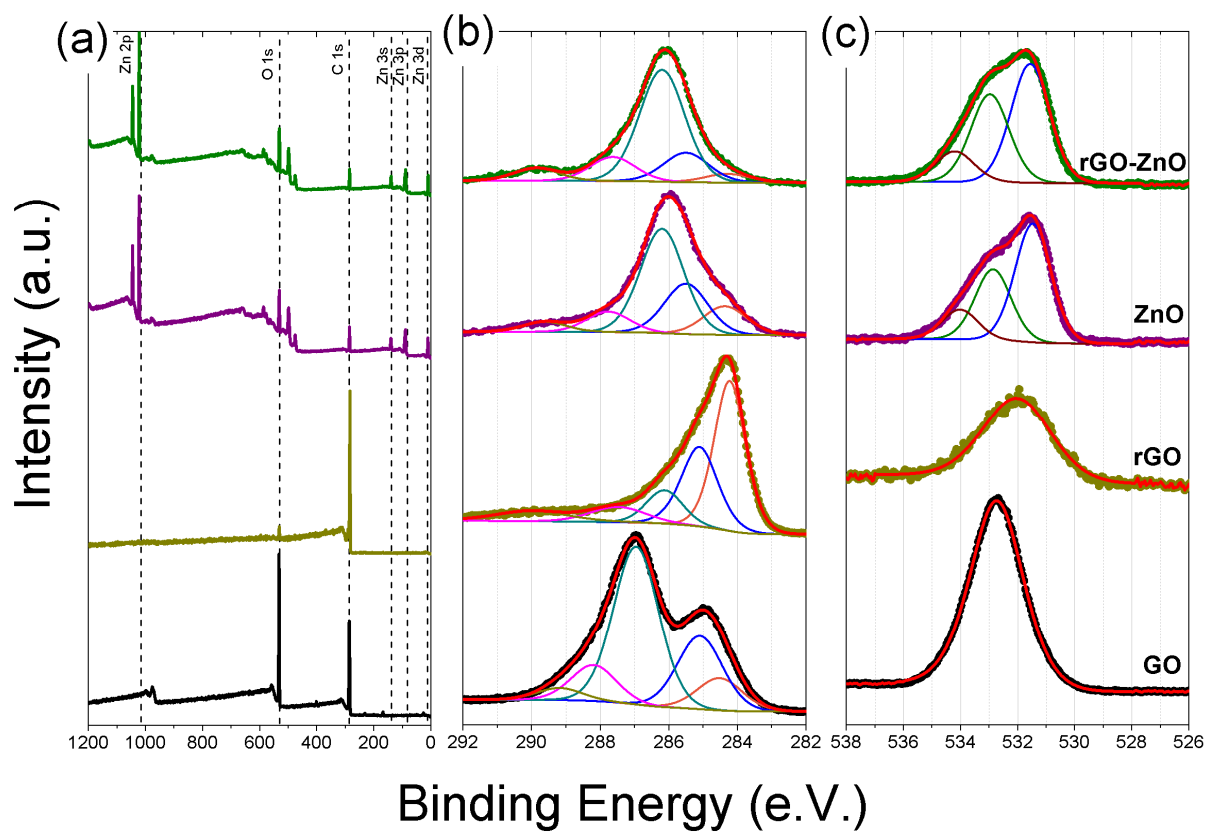 (a)
(b)
(c)
Zn 2p
O 1s
C 1s
Zn 3s
Zn 3p
Zn 3d
rGO-ZnO
ZnO
rGO
GO
Intensity (a.u.)
1200 1000 800 600 400 200 0
292 290 288 286 284 282
538 536 534 532 530 528 526
Binding Energy (e.V.)